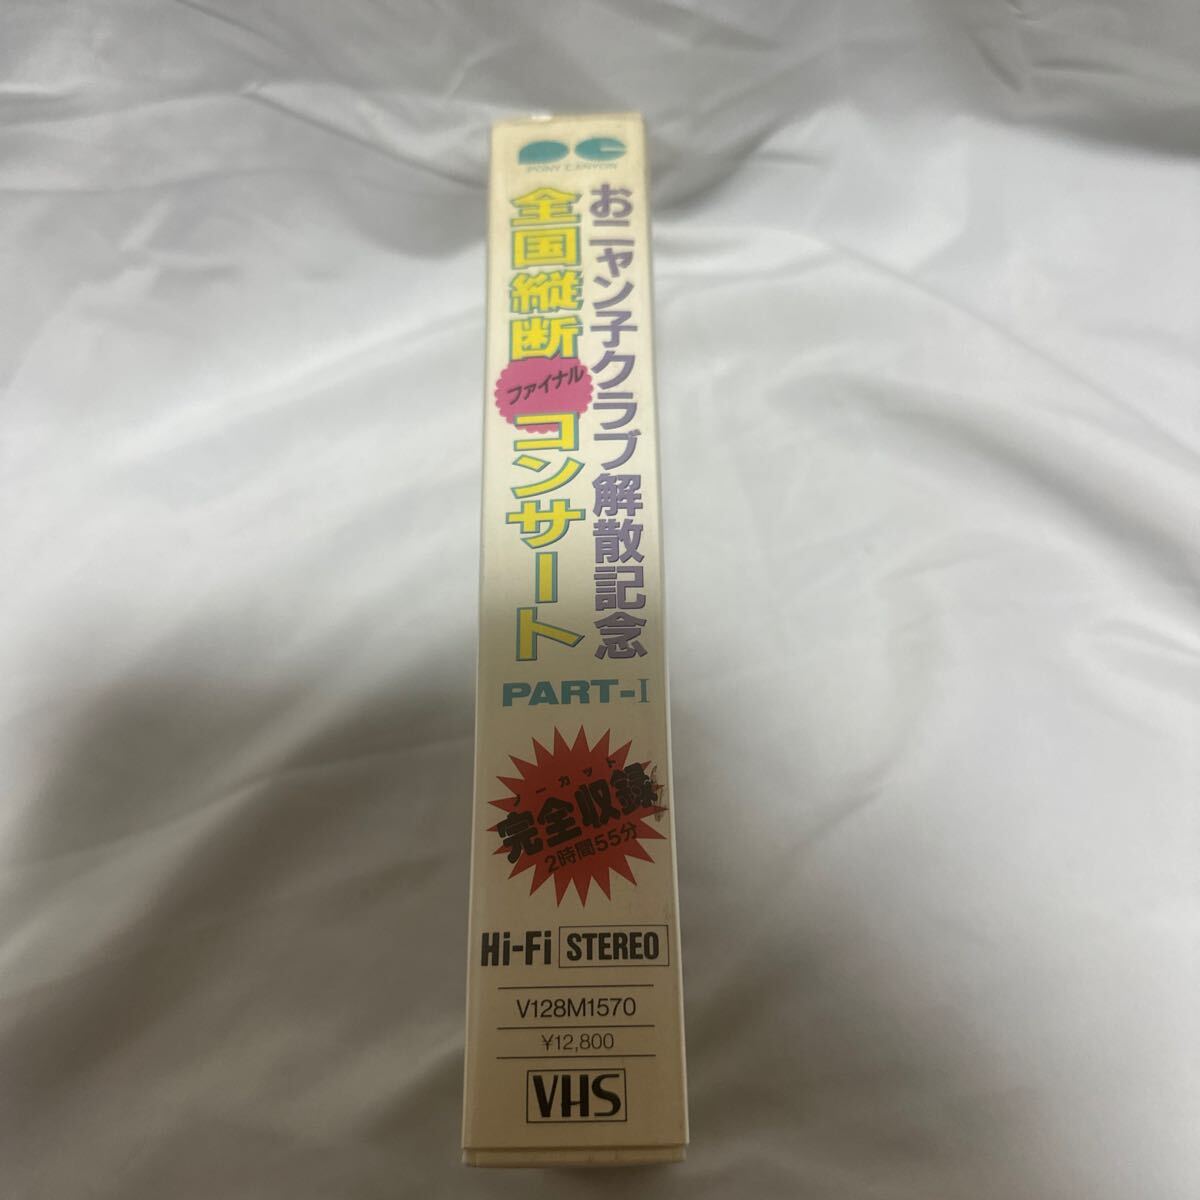 PONY CANYON
おニャン子クラブ解散記念
全国縦断
ファイナル
コンサート
PART-I
ノーカット
完全収録
2時間55分
Hi-Fi STEREO
V128M1570
¥12,800
VHS